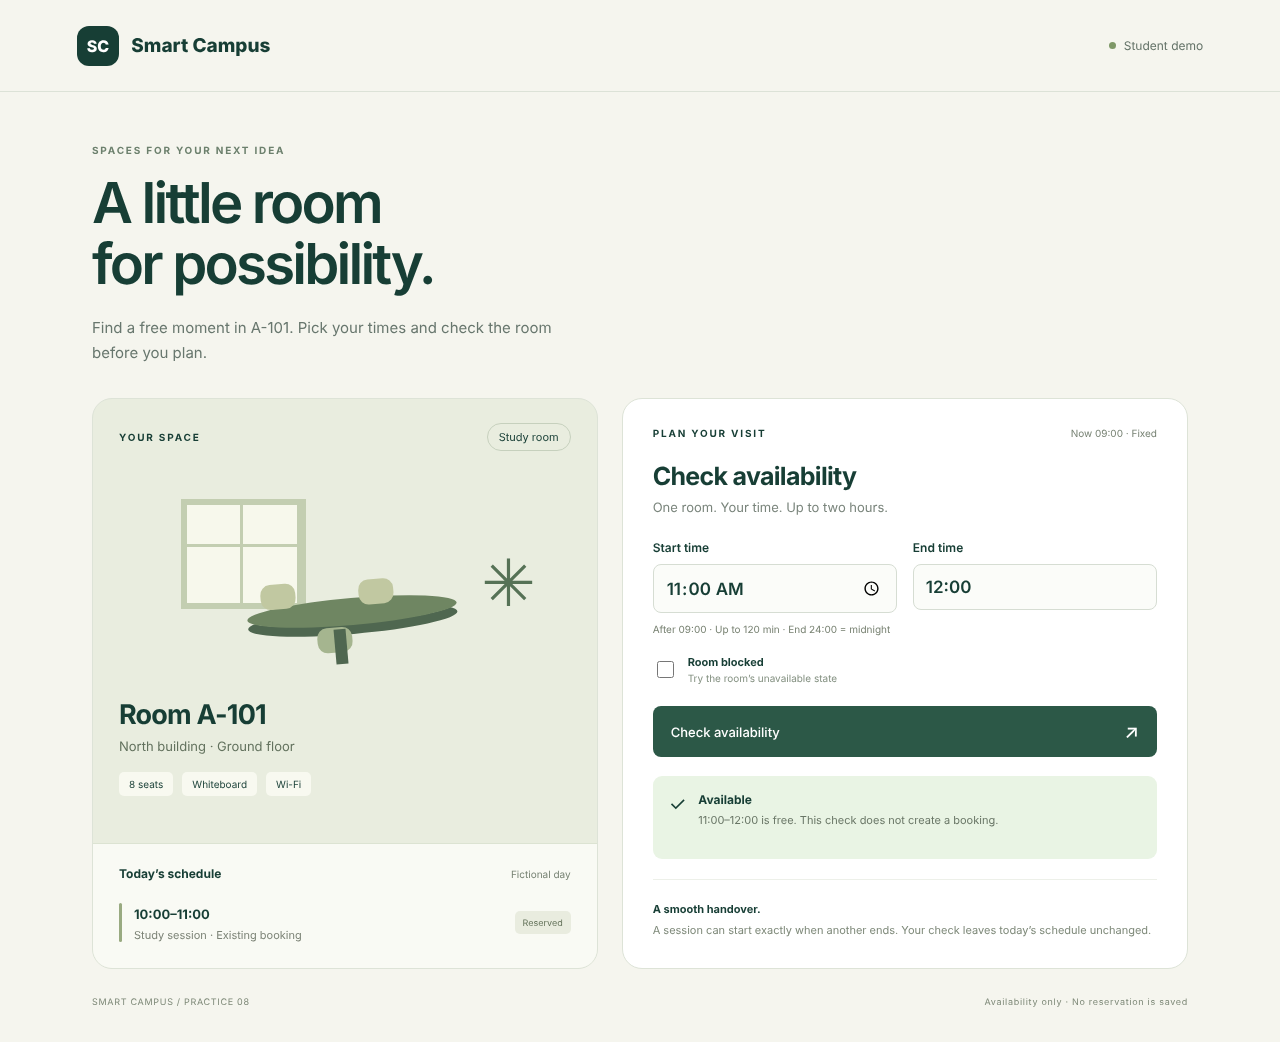 SC Smart Campus
Student demo
SPACES FOR YOUR NEXT IDEA
A little room
for possibility.
Find a free moment in A-101. Pick your times and check the room
before you plan.
YOUR SPACE
Study room
Room A-101
North building · Ground floor
8 seats
Whiteboard
Wi-Fi
Today’s schedule
Fictional day
10:00–11:00
Study session · Existing booking
Reserved
PLAN YOUR VISIT
Now 09:00 · Fixed
Check availability
One room. Your time. Up to two hours.
Start time
End time
11:00 AM
12:00
After 09:00 · Up to 120 min · End 24:00 = midnight
Room blocked
Try the room’s unavailable state
Check availability
Available
11:00–12:00 is free. This check does not create a booking.
A smooth handover.
A session can start exactly when another ends. Your check leaves today’s schedule unchanged.
SMART CAMPUS / PRACTICE 08
Availability only · No reservation is saved